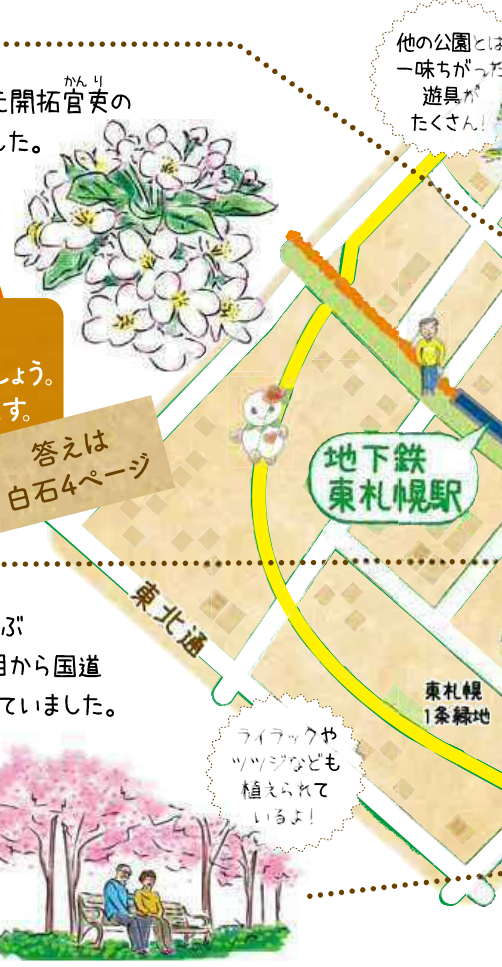 他の公園とは
一味ちがった
遊具が
たくさん!
た開拓官吏の
かんり
した。
しょう。
す。
答えは
白石4ページ
地下鉄
東札幌駅
東北通
ぶ
目から国道
ていました。
東札幌
1条緑地
ライラックや
ツツジなども
植えられて
いるよ!